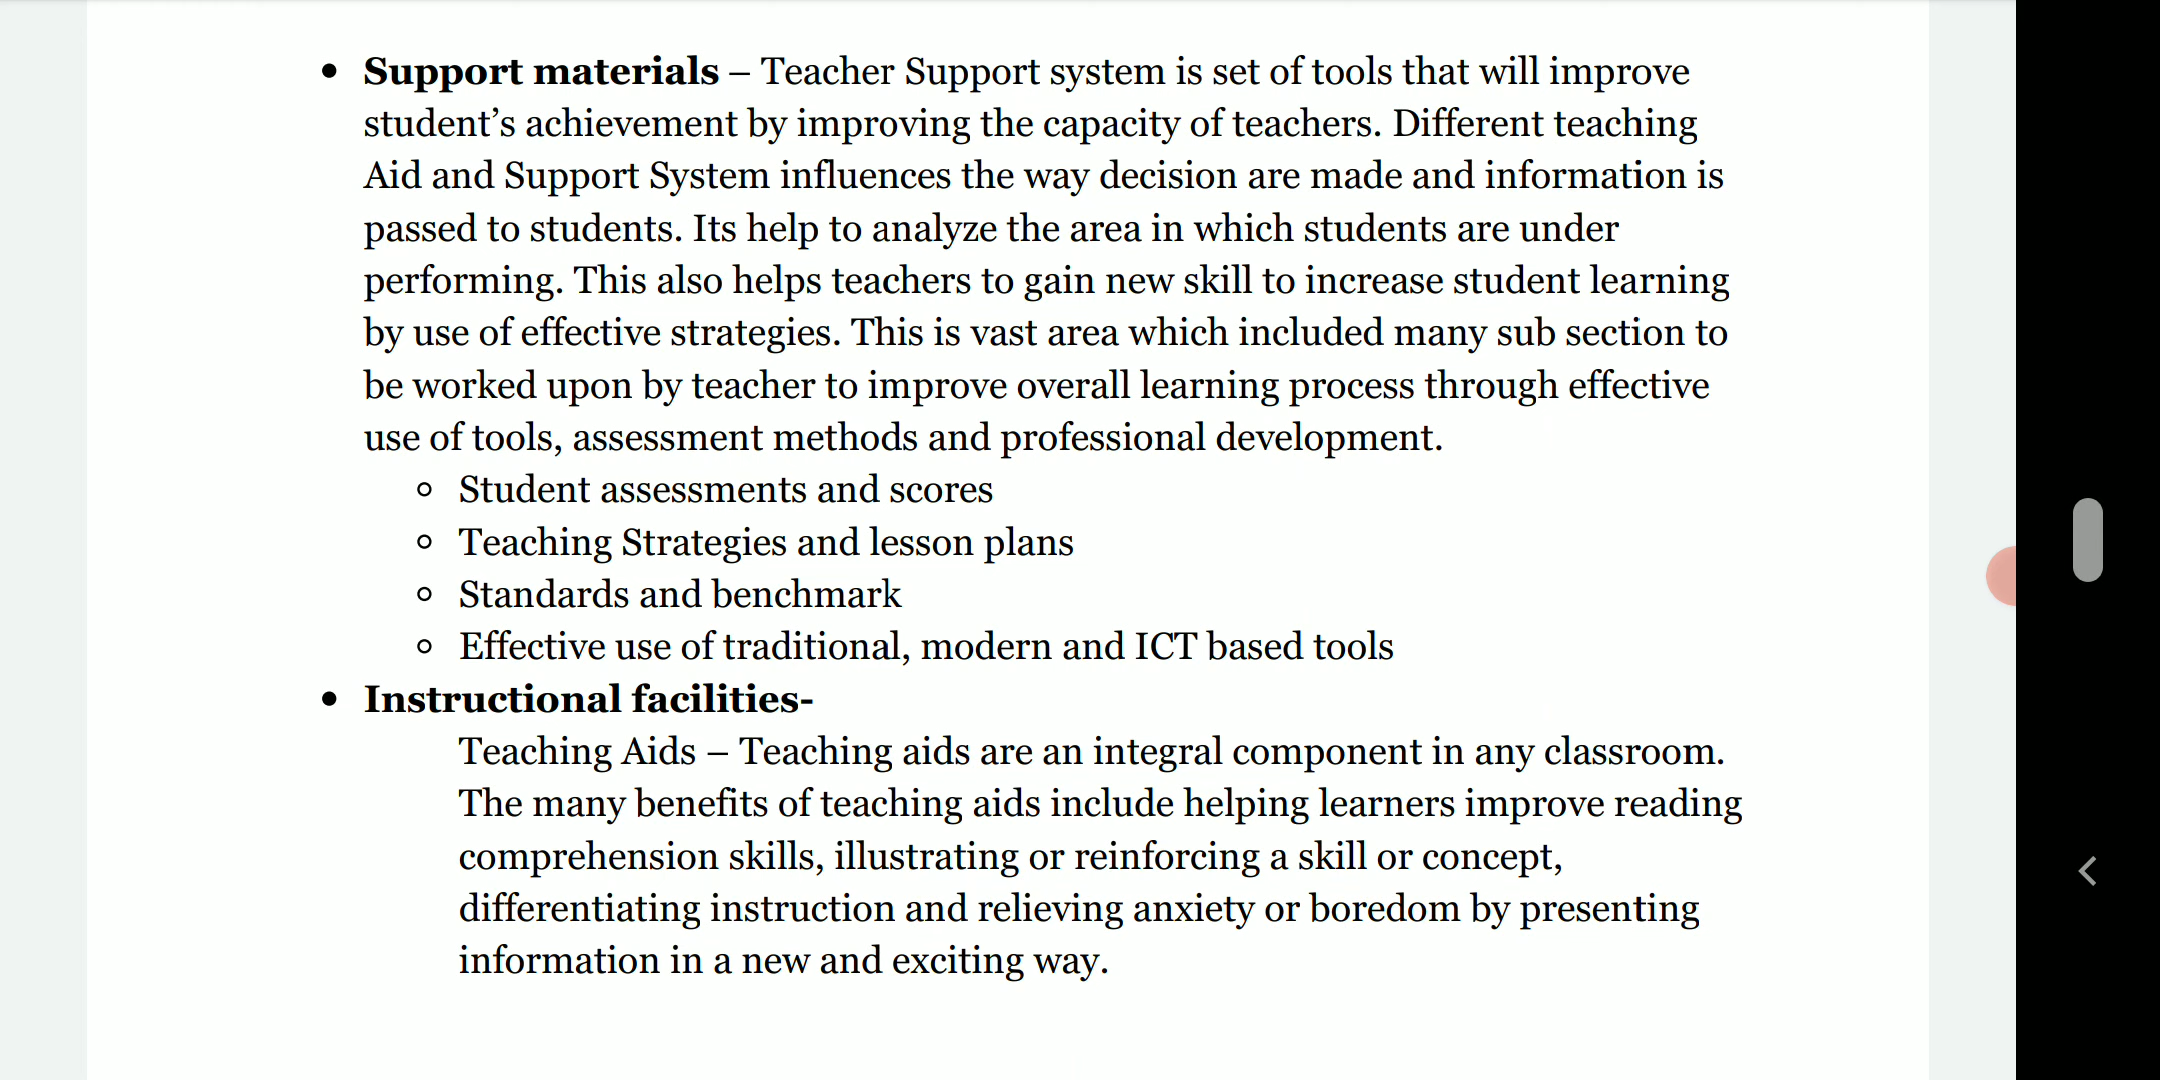 • Support materials – Teacher Support system is set of tools that will improve
student’s achievement by improving the capacity of teachers. Different teaching
Aid and Support System influences the way decision are made and information is
passed to students. Its help to analyze the area in which students are under
performing. This also helps teachers to gain new skill to increase student learning
by use of effective strategies. This is vast area which included many sub section to
be worked upon by teacher to improve overall learning process through effective
use of tools, assessment methods and professional development.
◦ Student assessments and scores
◦ Teaching Strategies and lesson plans
◦ Standards and benchmark
◦ Effective use of traditional, modern and ICT based tools
• Instructional facilities-
Teaching Aids – Teaching aids are an integral component in any classroom.
The many benefits of teaching aids include helping learners improve reading
comprehension skills, illustrating or reinforcing a skill or concept,
differentiating instruction and relieving anxiety or boredom by presenting
information in a new and exciting way.